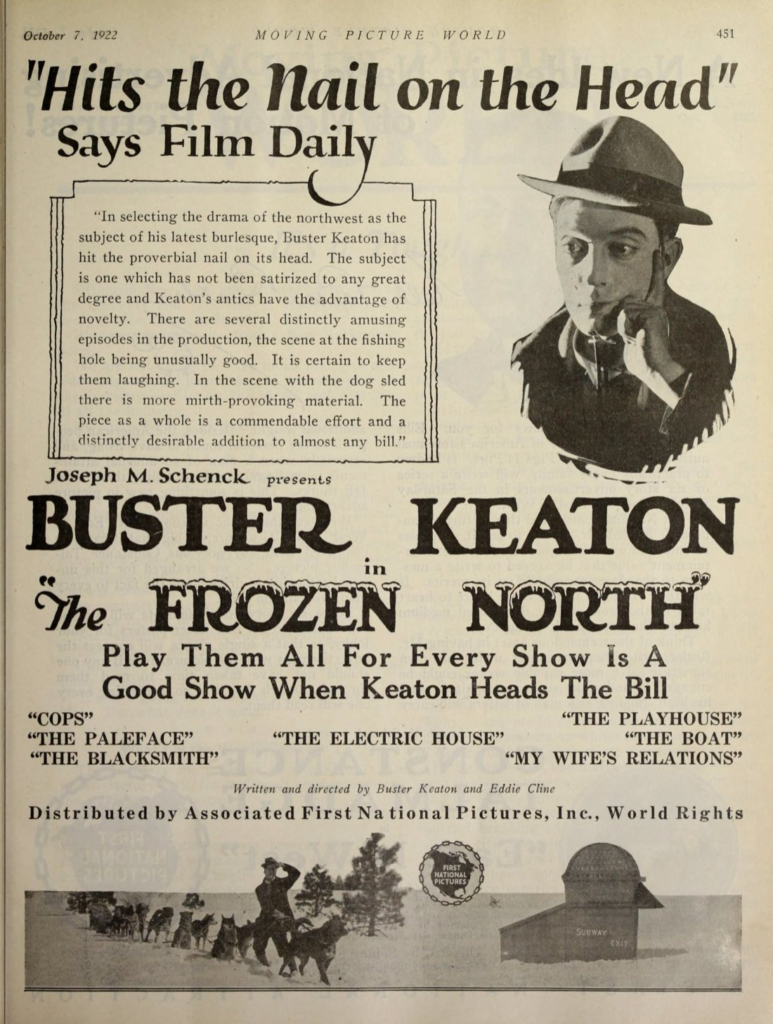 October 7, 1922
MOVING PICTURE WORLD
451
"Hits the Nail on the Head"
Says Film Daily
"In selecting the drama of the northwest as the
subject of his latest burlesque, Buster Keaton has
hit the proverbial nail on its head. The subject
is one which has not been satirized to any great
degree and Keaton's antics have the advantage of
novelty. There are several distinctly amusing
episodes in the production, the scene at the fishing
hole being unusually good. It is certain to keep
them laughing. In the scene with the dog sled
there is more mirth-provoking material. The
piece as a whole is a commendable effort and a
distinctly desirable addition to almost any bill."
Joseph M. Schenck presents
BUSTER KEATON
in
"The FROZEN NORTH"
Play Them All For Every Show Is A
Good Show When Keaton Heads The Bill
"COPS" "THE PLAYHOUSE"
"THE PALEFACE" "THE ELECTRIC HOUSE" "THE BOAT"
"THE BLACKSMITH" "MY WIFE'S RELATIONS"
Written and directed by Buster Keaton and Eddie Cline
Distributed by Associated First National Pictures, Inc., World Rights
FIRST
NATIONAL
PICTURES
SUBWAY
EXIT